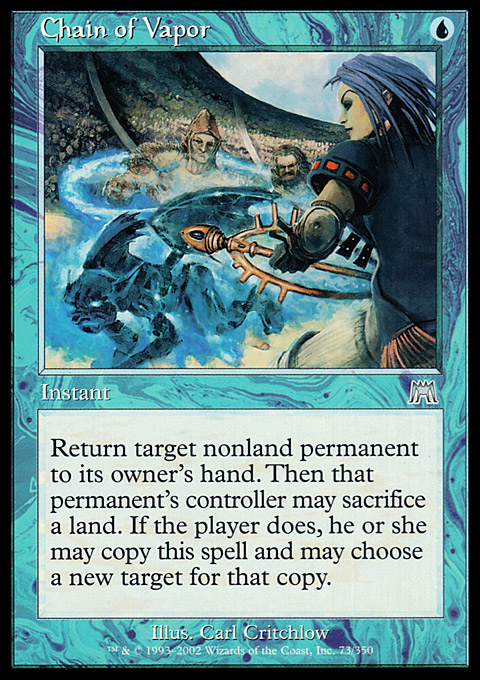 Chain of Vapor
Instant
Return target nonland permanent
to its owner's hand. Then that
permanent's controller may sacrifice
a land. If the player does, he or she
may copy this spell and may choose
a new target for that copy.
Illus. Carl Critchlow
™ & © 1993–2002 Wizards of the Coast, Inc. 73/350